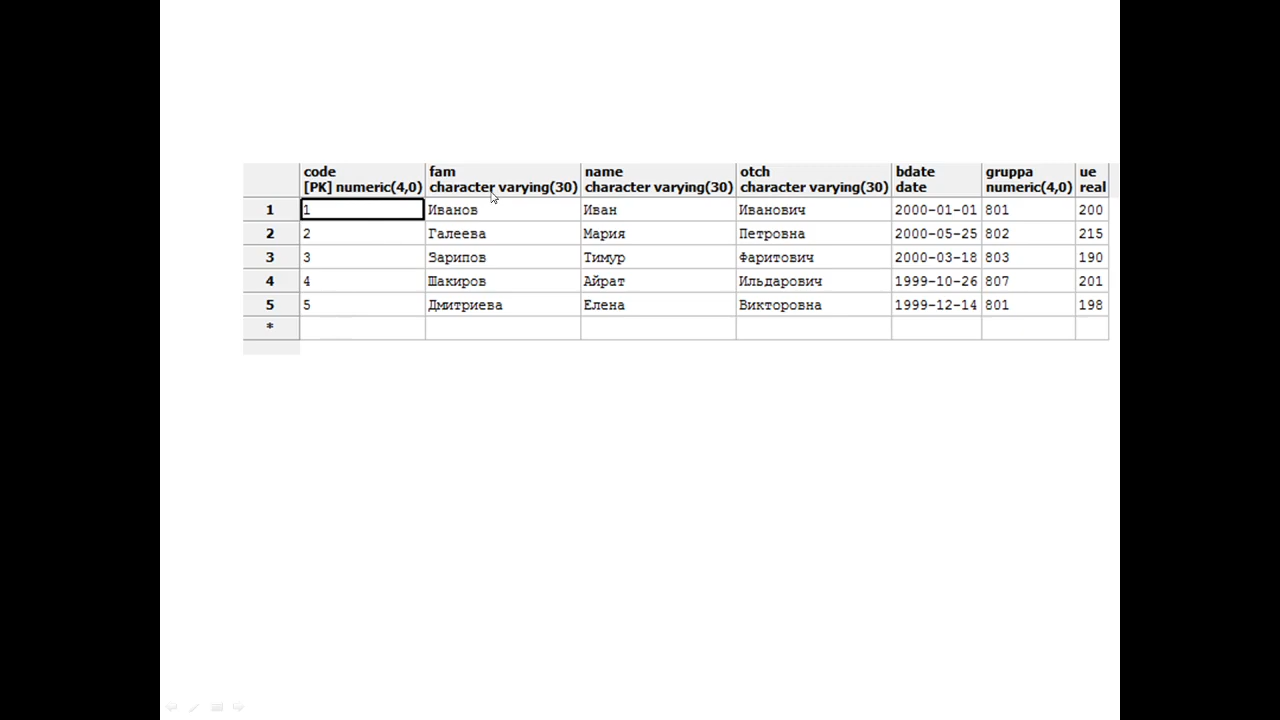 code fam name otch bdate gruppa ue
[PK] numeric(4,0) character varying(30) character varying(30) character varying(30) date numeric(4,0) real
1 1 Иванов Иван Иванович 2000-01-01 801 200
2 2 Галеева Мария Петровна 2000-05-25 802 215
3 3 Зарипов Тимур Фаритович 2000-03-18 803 190
4 4 Шакиров Айрат Ильдарович 1999-10-26 807 201
5 5 Дмитриева Елена Викторовна 1999-12-14 801 198
*